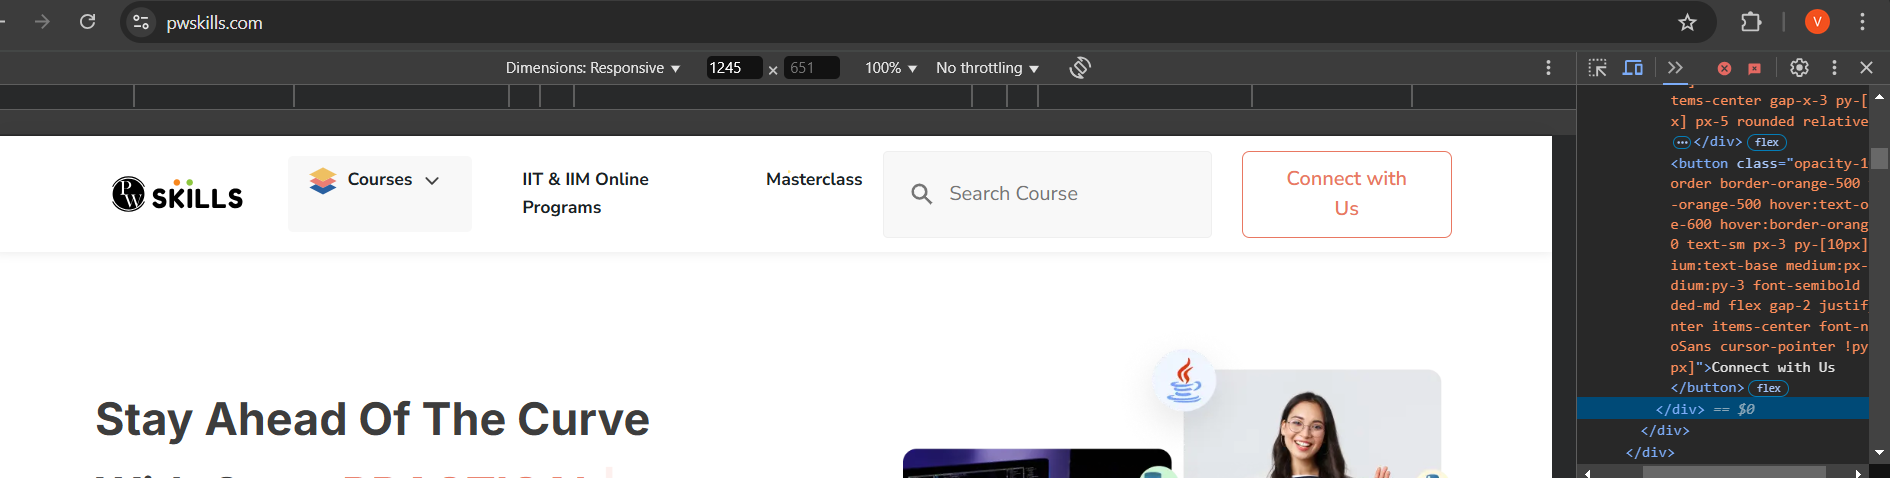 pwskills.com
V
Dimensions: Responsive ▼ 1245 × 651 100% ▼ No throttling ▼
PW SKILLS
Courses
IIT & IIM Online
Programs
Masterclass
Search Course
Connect with
Us
Stay Ahead Of The Curve
tems-center gap-x-3 py-[
x] px-5 rounded relative
⋯</div> flex
<button class="opacity-1
order border-orange-500
-orange-500 hover:text-o
e-600 hover:border-orang
0 text-sm px-3 py-[10px]
ium:text-base medium:px-
dium:py-3 font-semibold
ded-md flex gap-2 justif
nter items-center font-n
oSans cursor-pointer !py
px]">Connect with Us
</button> flex
</div> == $0
</div>
</div>